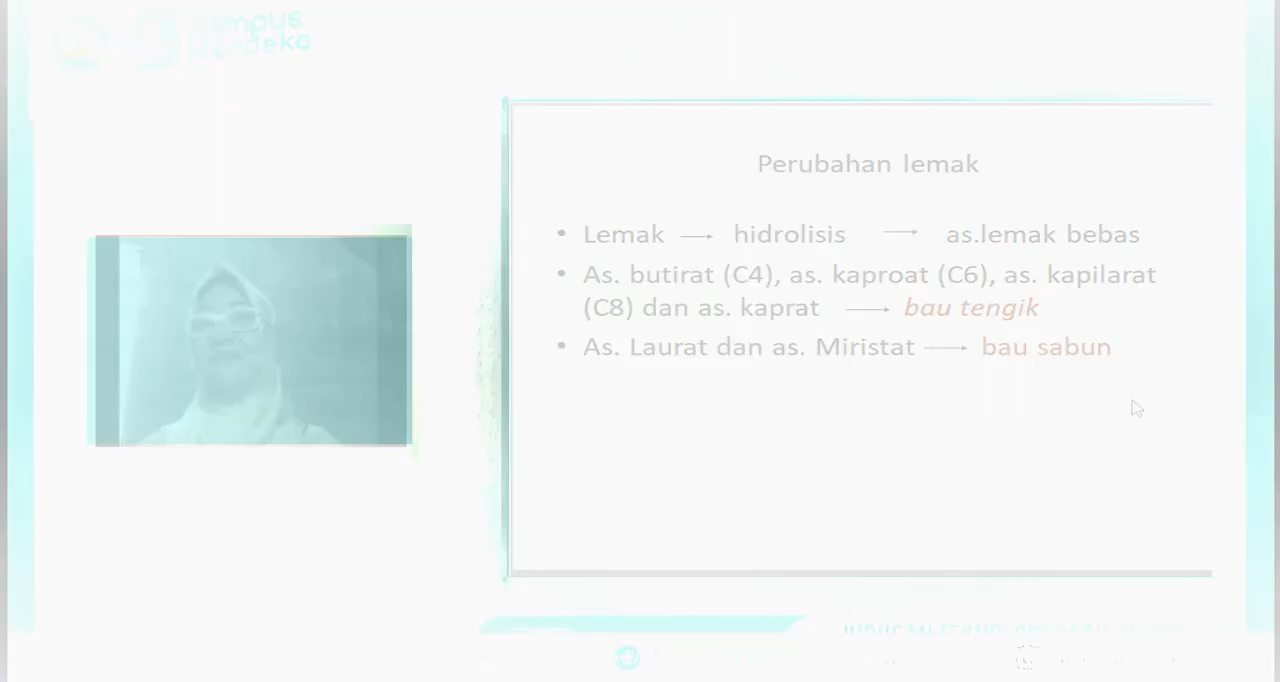 Perubahan lemak
• Lemak → hidrolisis → as.lemak bebas
• As. butirat (C4), as. kaproat (C6), as. kapilarat
(C8) dan as. kaprat → bau tengik
• As. Laurat dan as. Miristat → bau sabun